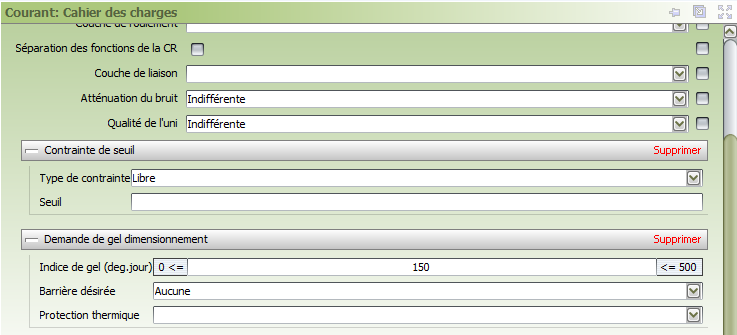 Courant: Cahier des charges
Couche de roulement
Séparation des fonctions de la CR
Couche de liaison
Atténuation du bruit Indifférente
Qualité de l'uni Indifférente
Contrainte de seuil Supprimer
Type de contrainte Libre
Seuil
Demande de gel dimensionnement Supprimer
Indice de gel (deg.jour) 0 <= 150 <= 500
Barrière désirée Aucune
Protection thermique